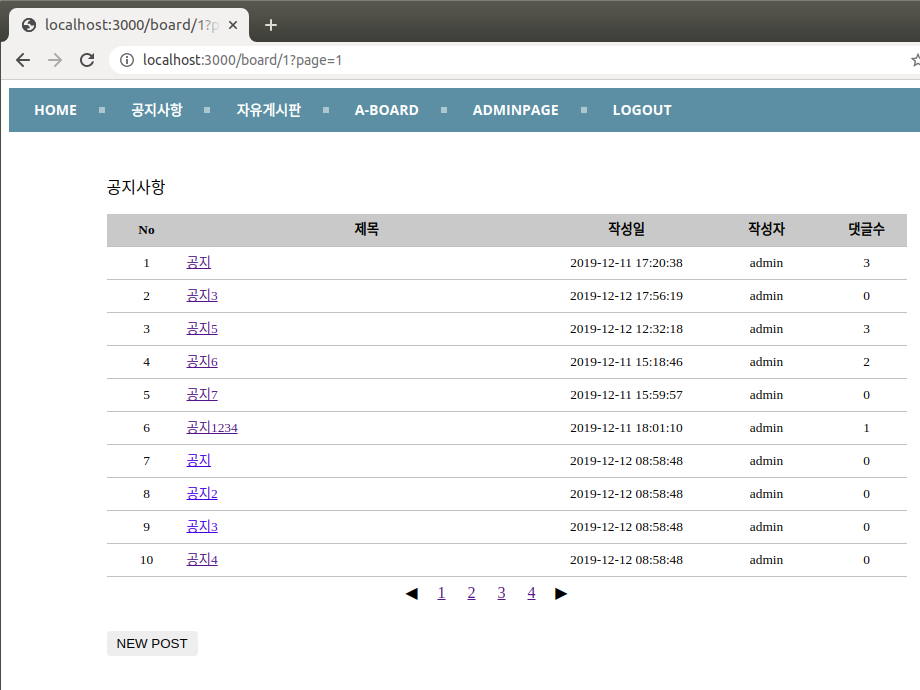 localhost:3000/board/1?p
localhost:3000/board/1?page=1
HOME 공지사항 자유게시판 A-BOARD ADMINPAGE LOGOUT
공지사항
No 제목 작성일 작성자 댓글수
1 공지 2019-12-11 17:20:38 admin 3
2 공지3 2019-12-12 17:56:19 admin 0
3 공지5 2019-12-12 12:32:18 admin 3
4 공지6 2019-12-11 15:18:46 admin 2
5 공지7 2019-12-11 15:59:57 admin 0
6 공지1234 2019-12-11 18:01:10 admin 1
7 공지 2019-12-12 08:58:48 admin 0
8 공지2 2019-12-12 08:58:48 admin 0
9 공지3 2019-12-12 08:58:48 admin 0
10 공지4 2019-12-12 08:58:48 admin 0
◀ 1 2 3 4 ▶
NEW POST